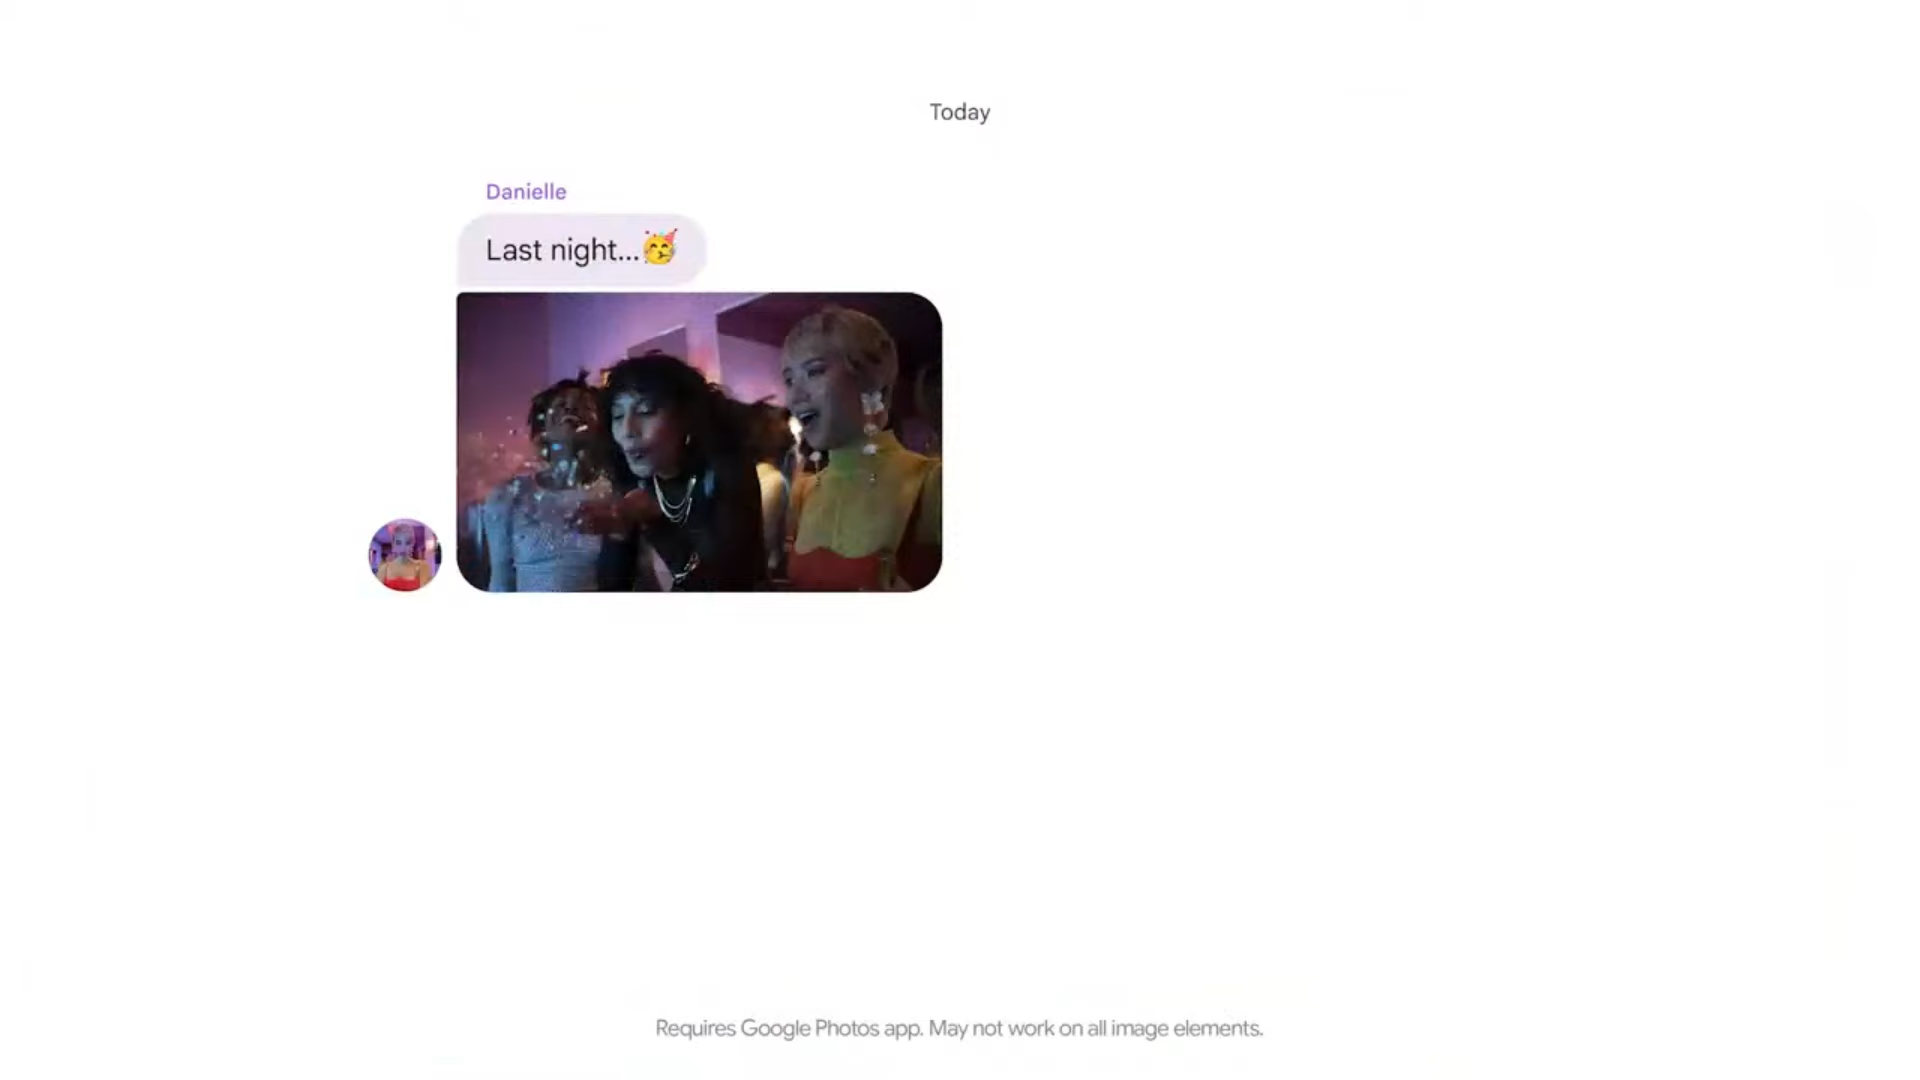 Today
Danielle
Last night...🥳
Requires Google Photos app. May not work on all image elements.